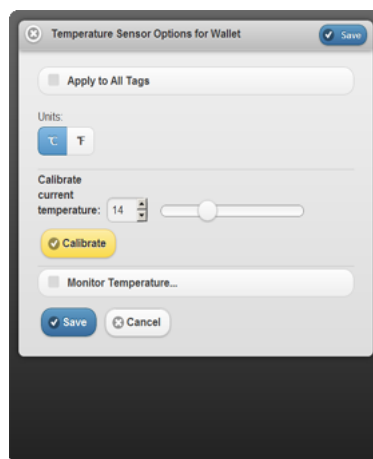 Temperature Sensor Options for Wallet
Save
Apply to All Tags
Units:
°C °F
Calibrate
current
temperature: 14
Calibrate
Monitor Temperature...
Save Cancel